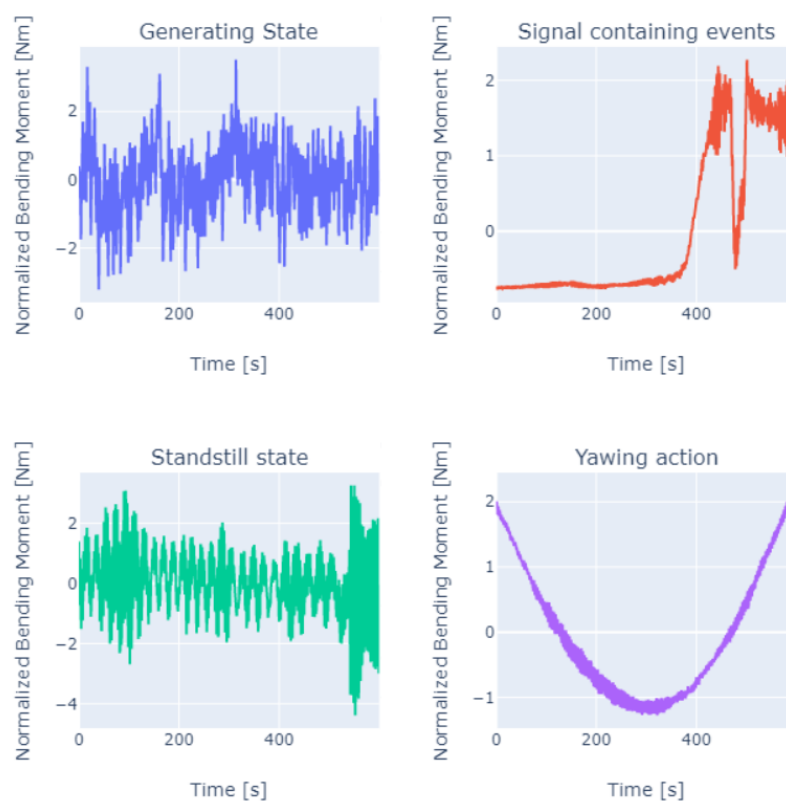 Generating State
Signal containing events
Normalized Bending Moment [Nm]
2
0
−2
0
200
400
Time [s]
Normalized Bending Moment [Nm]
2
1
0
0
200
400
Time [s]
Standstill state
Yawing action
Normalized Bending Moment [Nm]
2
0
−2
−4
0
200
400
Time [s]
Normalized Bending Moment [Nm]
2
1
0
−1
0
200
400
Time [s]